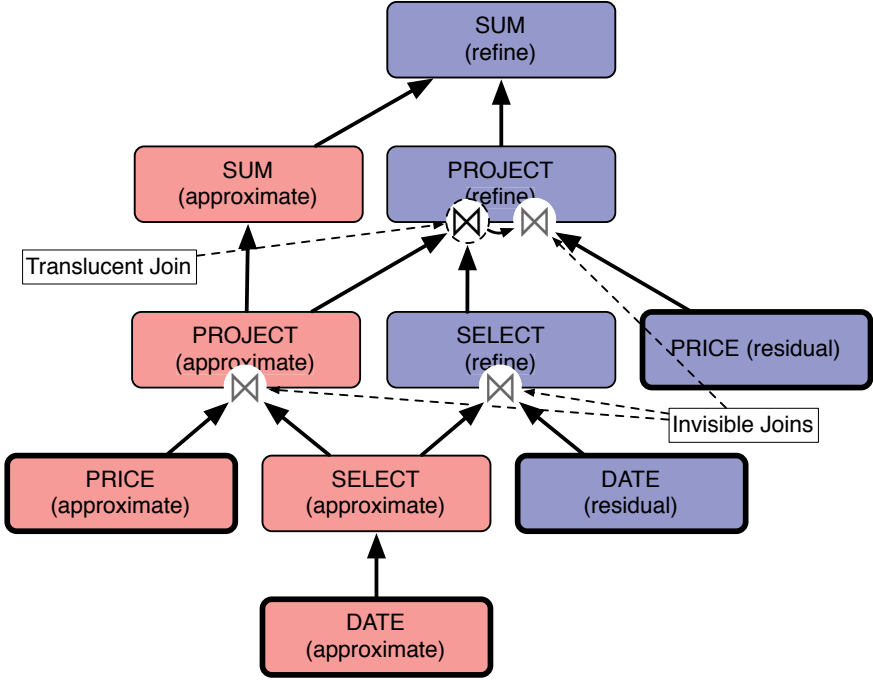 SUM
(refine)
SUM
(approximate)
PROJECT
(refine)
Translucent Join
PROJECT
(approximate)
SELECT
(refine)
PRICE (residual)
Invisible Joins
PRICE
(approximate)
SELECT
(approximate)
DATE
(residual)
DATE
(approximate)